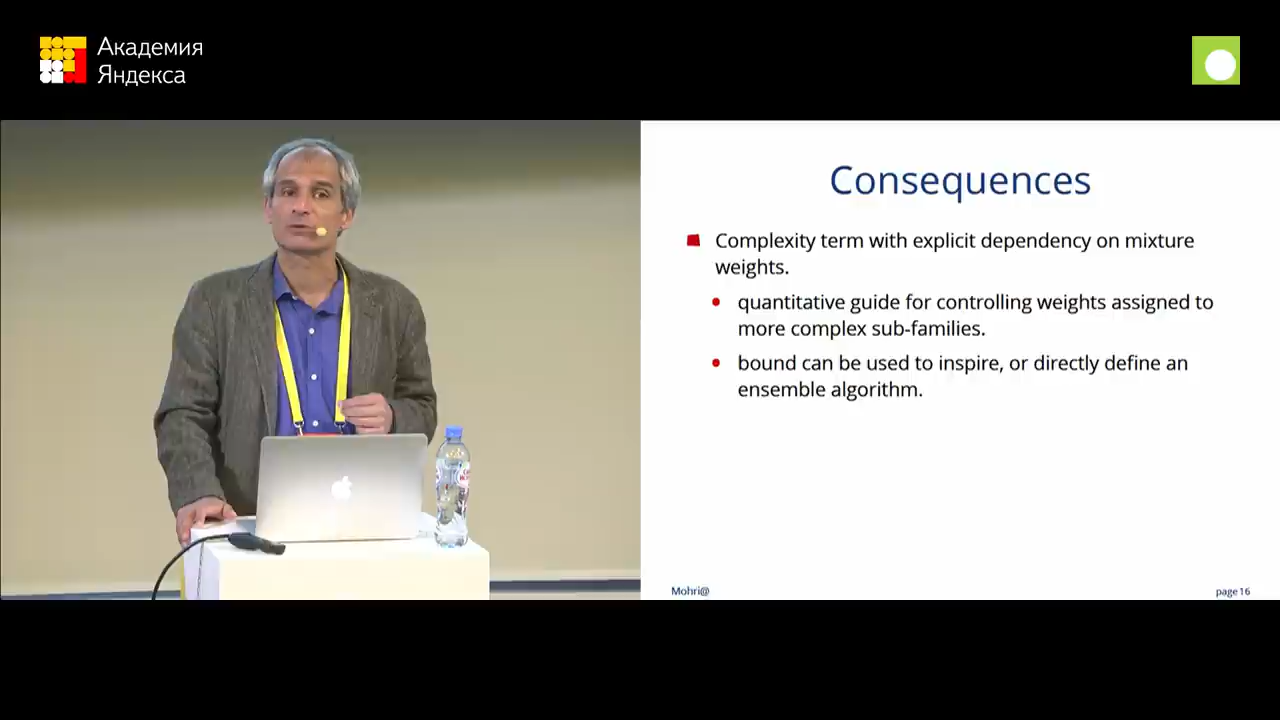 Академия
Яндекса
Consequences
Complexity term with explicit dependency on mixture
weights.
quantitative guide for controlling weights assigned to
more complex sub-families.
bound can be used to inspire, or directly define an
ensemble algorithm.
Mohri@
page 16